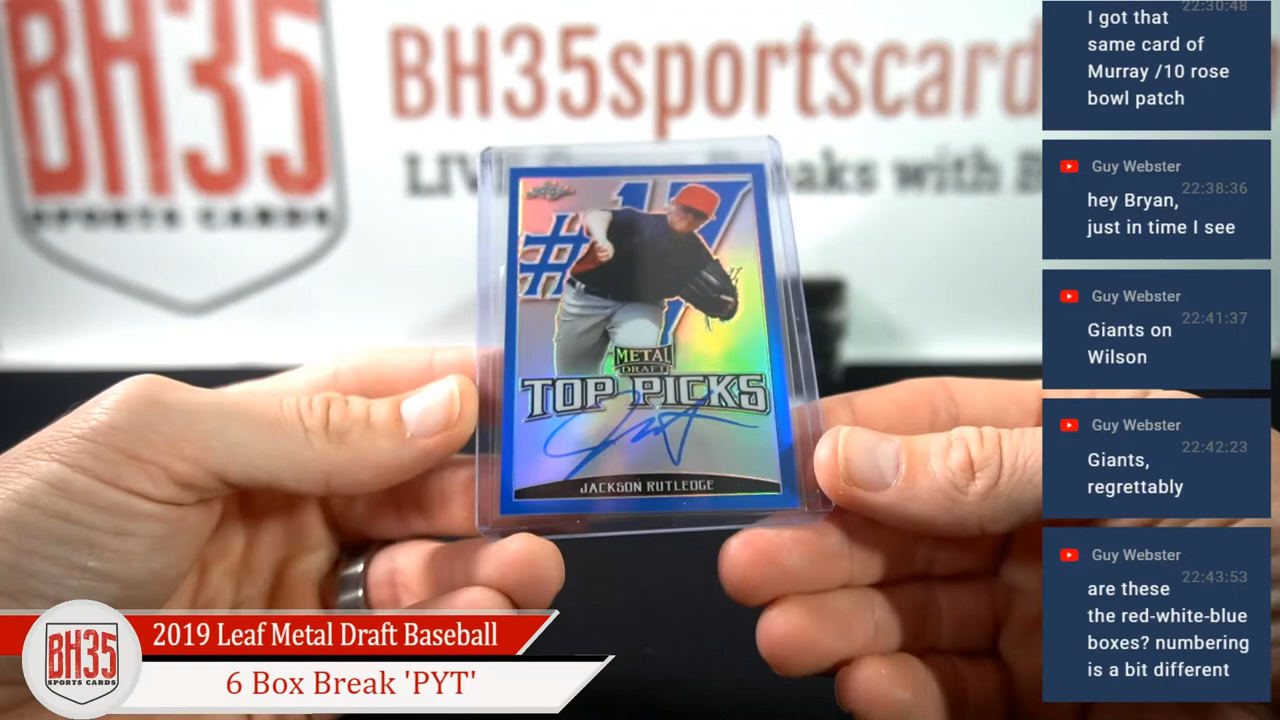 BH35
SPORTS CARDS
BH35sportscard
LIV
aks with B
#17
METAL
DRAFT
TOP PICKS
JACKSON RUTLEDGE
BH35
SPORTS CARDS
2019 Leaf Metal Draft Baseball
6 Box Break 'PYT'
22:30:48
I got that
same card of
Murray /10 rose
bowl patch
Guy Webster
22:38:36
hey Bryan,
just in time I see
Guy Webster
22:41:37
Giants on
Wilson
Guy Webster
22:42:23
Giants,
regrettably
Guy Webster
22:43:53
are these
the red-white-blue
boxes? numbering
is a bit different